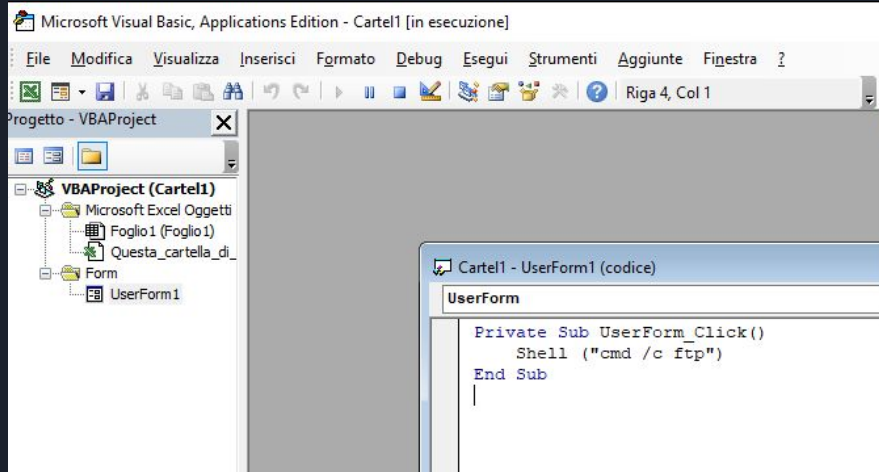 Microsoft Visual Basic, Applications Edition - Cartel1 [in esecuzione]
File Modifica Visualizza Inserisci Formato Debug Esegui Strumenti Aggiunte Finestra ?
Riga 4, Col 1
Progetto - VBAProject
VBAProject (Cartel1)
Microsoft Excel Oggetti
Foglio1 (Foglio1)
Questa_cartella_di_
Form
UserForm1
Cartel1 - UserForm1 (codice)
UserForm
Private Sub UserForm_Click()
Shell ("cmd /c ftp")
End Sub